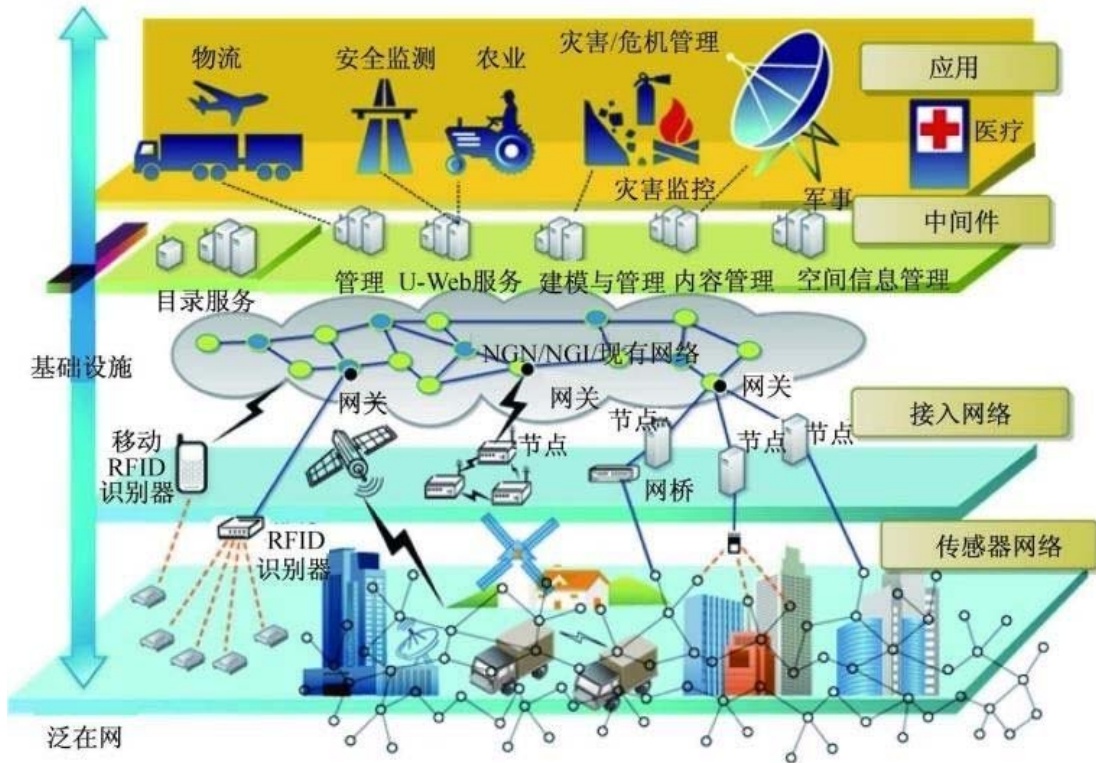 物流
安全监测
农业
灾害/危机管理
应用
医疗
灾害监控
军事
中间件
目录服务
管理
U-Web服务
建模与管理
内容管理
空间信息管理
基础设施
NGN/NGI/现有网络
网关
网关
网关
接入网络
移动
RFID
识别器
节点
节点
节点
节点
网桥
RFID
识别器
传感器网络
泛在网